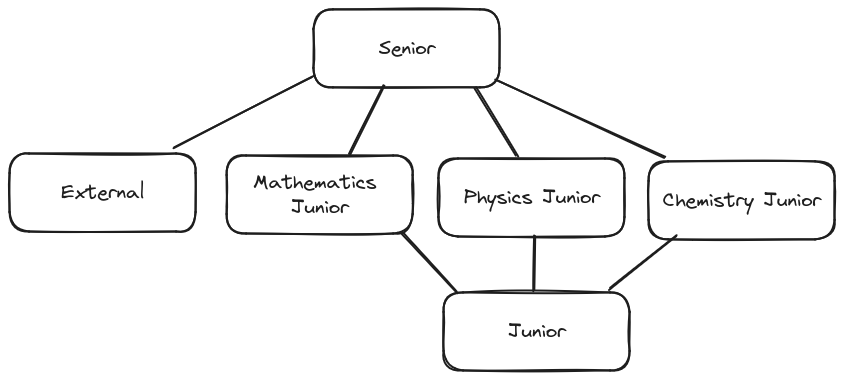 Senior
External
Mathematics
Junior
Physics Junior
Chemistry Junior
Junior